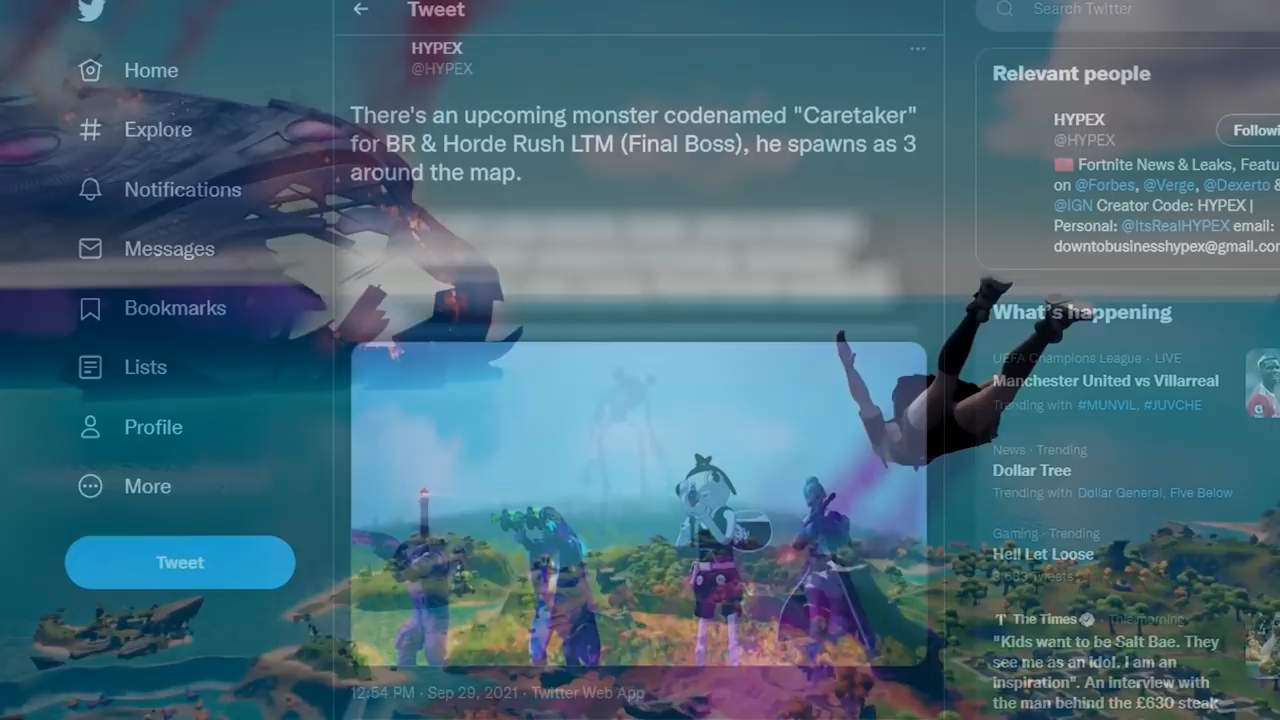 Home
Explore
Notifications
Messages
Bookmarks
Lists
Profile
More
Tweet
Tweet
HYPEX
@HYPEX
There's an upcoming monster codenamed "Caretaker"
for BR & Horde Rush LTM (Final Boss), he spawns as 3
around the map.
12:54 PM · Sep 29, 2021 · Twitter Web App
Search Twitter
Relevant people
HYPEX
@HYPEX
Followi
Fortnite News & Leaks, Featu
on @Forbes, @Verge, @Dexerto &
@IGN Creator Code: HYPEX |
Personal: @ItsRealHYPEX email:
downtobusinesshypex@gmail.com
What's happening
UEFA Champions League · LIVE
Manchester United vs Villarreal
Trending with #MUNVIL, #JUVCHE
News · Trending
Dollar Tree
Trending with Dollar General, Five Below
Gaming · Trending
Hell Let Loose
Tweets
The Times · This morning
"Kids want to be Salt Bae. They
see me as an idol. I am an
inspiration". An interview with
the man behind the £630 steak